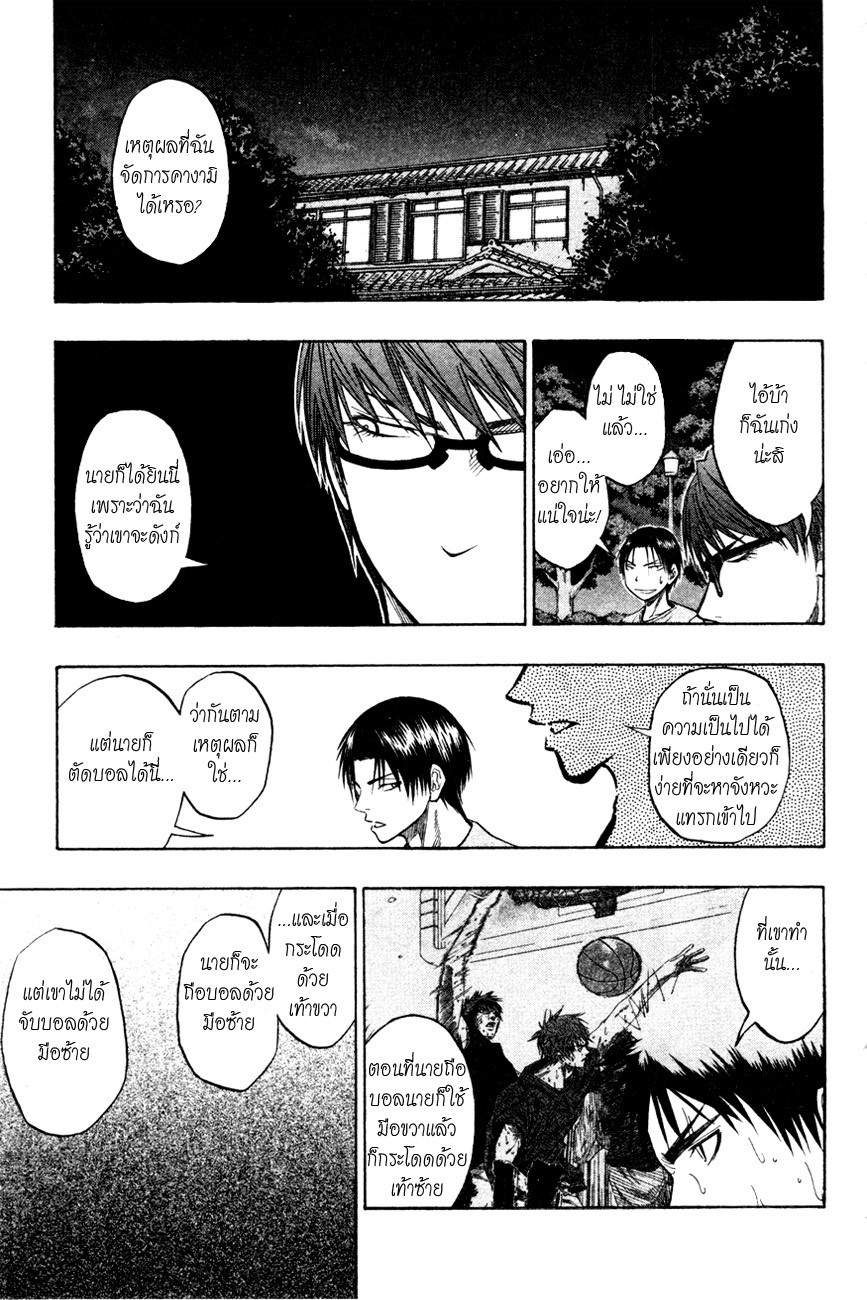 เหตุผลที่ฉัน
จัดการคางามิ
ได้เหรอ?
ไอ้บ้า
ก็ฉันเก่ง
น่ะสิ
ไม่ ไม่ใช่
แล้ว...
เอ่อ...
อยากให้
แน่ใจน่ะ!
นายก็ได้ยินนี่
เพราะว่าฉัน
รู้ว่าเขาจะดังก์
ถ้านั่นเป็น
ความเป็นไปได้
เพียงอย่างเดียวก็
ง่ายที่จะหาจังหวะ
แทรกเข้าไป
ว่ากันตาม
เหตุผลก็
ใช่...
แต่นายก็
ตัดบอลได้นี่...
ที่เขาทำ
นั้น...
ตอนที่นายถือ
บอลนายก็ใช้
มือขวาแล้ว
ก็กระโดดด้วย
เท้าซ้าย
...และเมื่อ
กระโดด
ด้วย
เท้าขวา
นายก็จะ
ถือบอลด้วย
มือซ้าย
แต่เขาไม่ได้
จับบอลด้วย
มือซ้าย